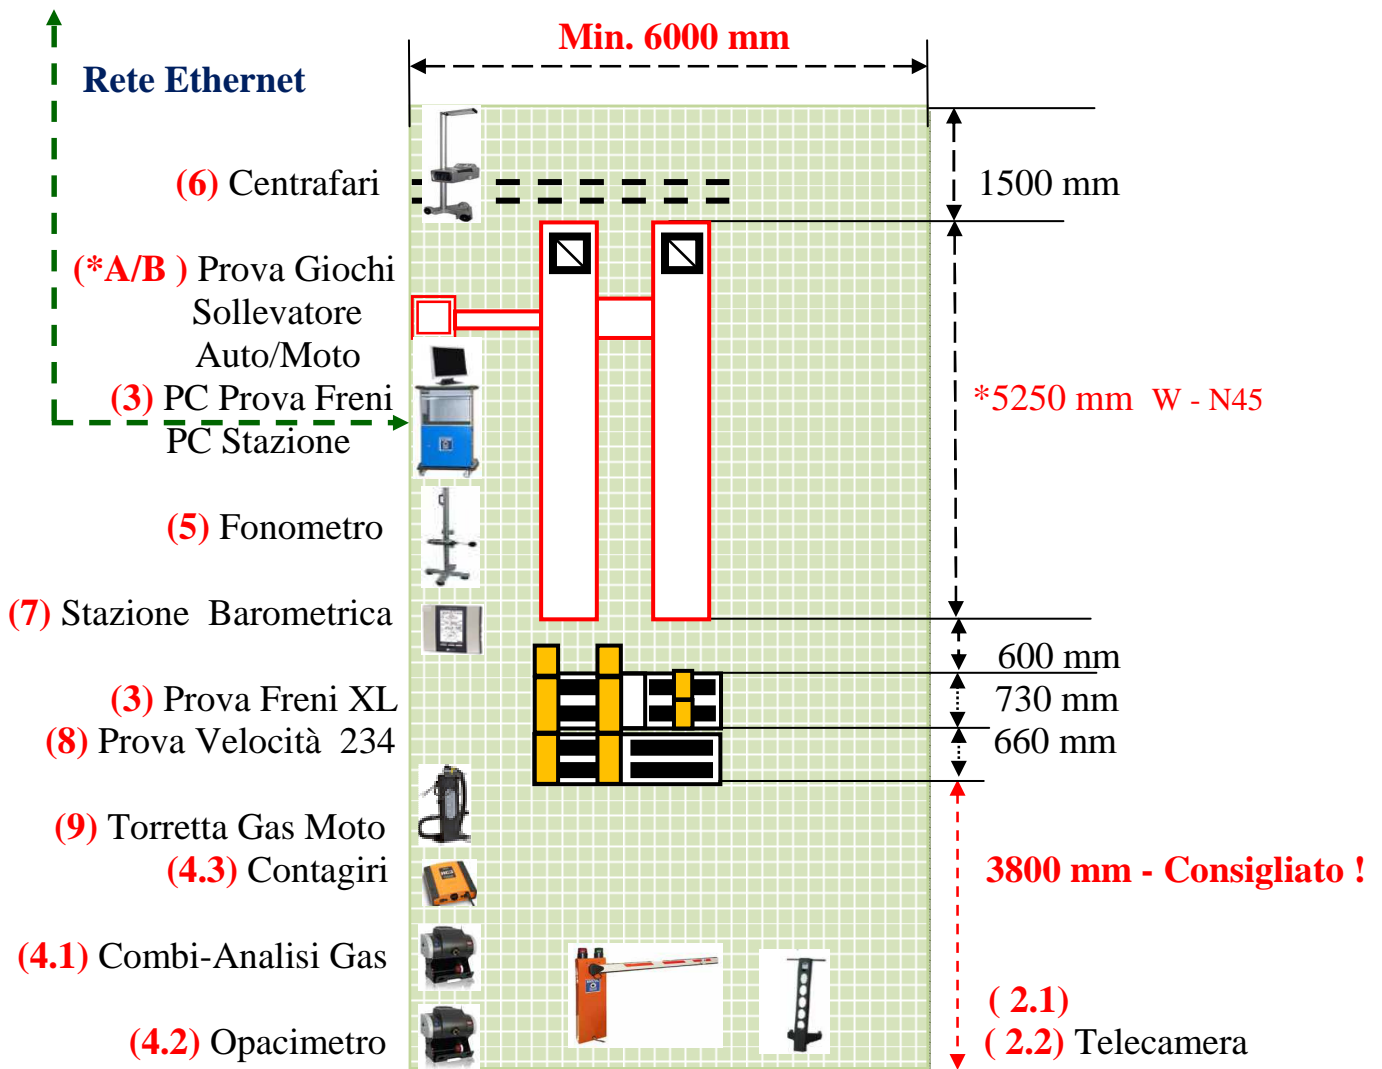 Min. 6000 mm
Rete Ethernet
(6) Centrafari
1500 mm
(*A/B ) Prova Giochi
Sollevatore
Auto/Moto
(3) PC Prova Freni
*5250 mm W - N45
PC Stazione
(5) Fonometro
(7) Stazione Barometrica
600 mm
(3) Prova Freni XL
730 mm
(8) Prova Velocità 234
660 mm
(9) Torretta Gas Moto
(4.3) Contagiri
3800 mm - Consigliato !
(4.1) Combi-Analisi Gas
( 2.1)
(4.2) Opacimetro
( 2.2) Telecamera